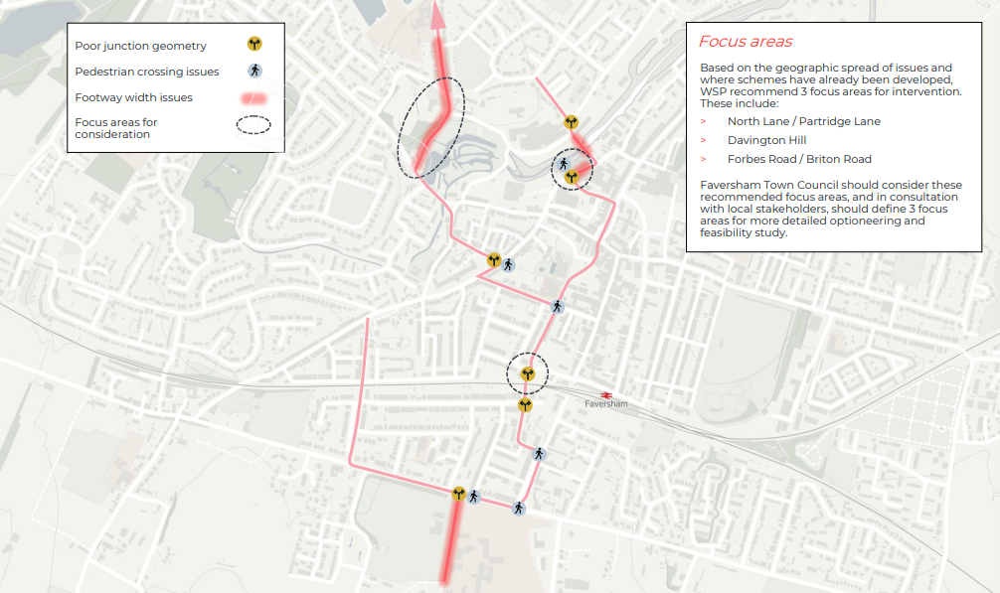 Poor junction geometry
Pedestrian crossing issues
Footway width issues
Focus areas for
consideration
Focus areas
Based on the geographic spread of issues and
where schemes have already been developed,
WSP recommend 3 focus areas for intervention.
These include:
> North Lane / Partridge Lane
> Davington Hill
> Forbes Road / Briton Road
Faversham Town Council should consider these
recommended focus areas, and in consultation
with local stakeholders, should define 3 focus
areas for more detailed optioneering and
feasibility study.
Faversham